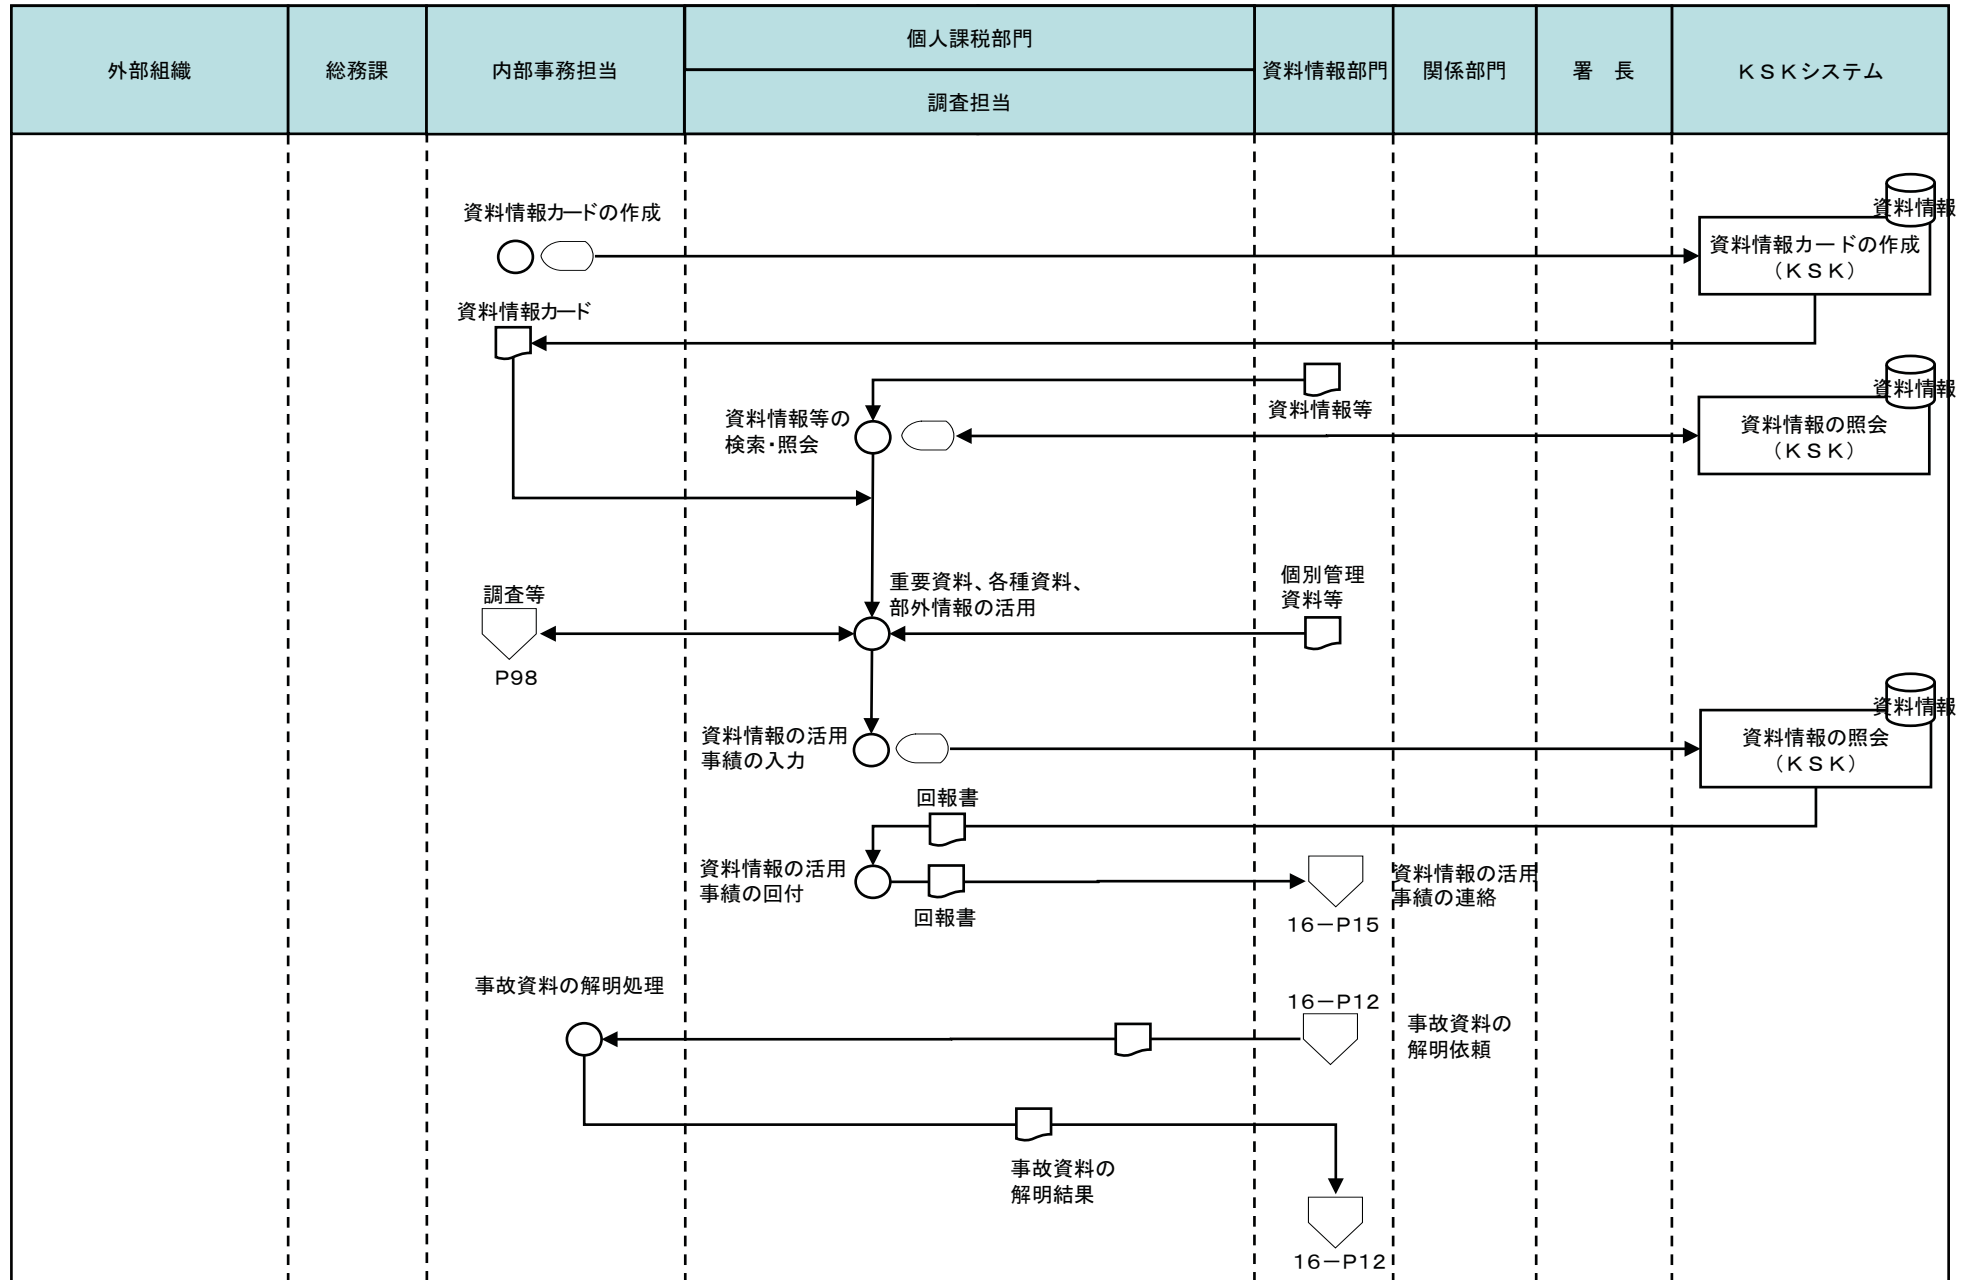 外部組織
総務課
内部事務担当
個人課税部門
調査担当
資料情報部門
関係部門
署　長
ＫＳＫシステム
資料情報カードの作成
資料情報
資料情報カードの作成
（ＫＳＫ）
資料情報カード
資料情報等
資料情報等の
検索・照会
資料情報
資料情報の照会
（ＫＳＫ）
調査等
P98
重要資料、各種資料、
部外情報の活用
個別管理
資料等
資料情報の活用
事績の入力
資料情報
資料情報の照会
（ＫＳＫ）
回報書
資料情報の活用
事績の回付
回報書
16－P15
資料情報の活用
事績の連絡
事故資料の解明処理
16－P12
事故資料の
解明依頼
事故資料の
解明結果
16－P12